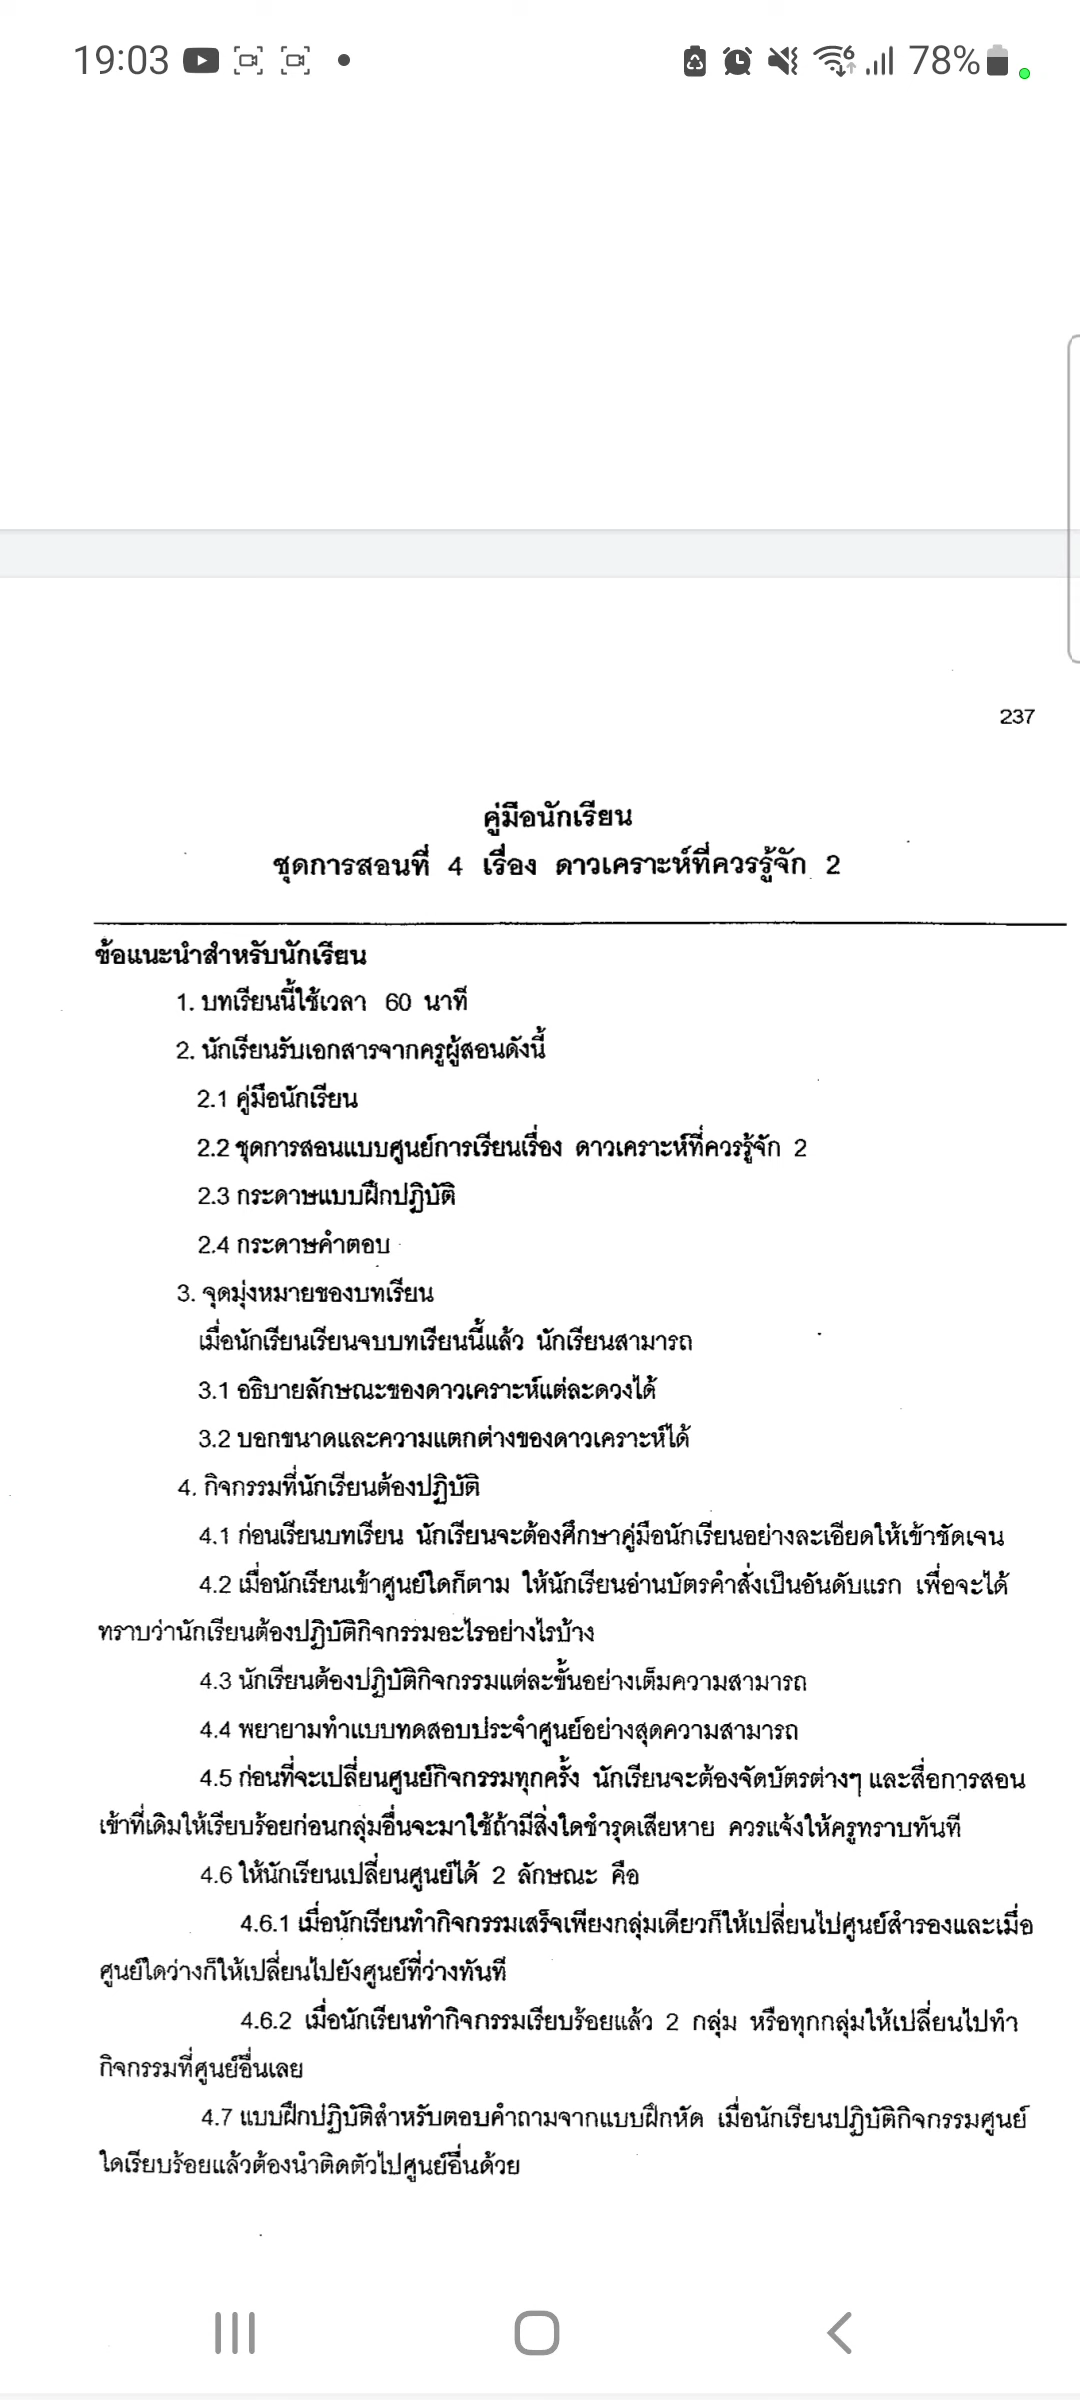 19:03
78%
237
คู่มือนักเรียน
ชุดการสอนที่ 4 เรื่อง ดาวเคราะห์ที่ควรรู้จัก 2
ข้อแนะนำสำหรับนักเรียน
1. บทเรียนนี้ใช้เวลา 60 นาที
2. นักเรียนรับเอกสารจากครูผู้สอนดังนี้
2.1 คู่มือนักเรียน
2.2 ชุดการสอนแบบศูนย์การเรียนเรื่อง ดาวเคราะห์ที่ควรรู้จัก 2
2.3 กระดาษแบบฝึกปฏิบัติ
2.4 กระดาษคำตอบ
3. จุดมุ่งหมายของบทเรียน
เมื่อนักเรียนเรียนจบบทเรียนนี้แล้ว นักเรียนสามารถ
3.1 อธิบายลักษณะของดาวเคราะห์แต่ละดวงได้
3.2 บอกขนาดและความแตกต่างของดาวเคราะห์ได้
4. กิจกรรมที่นักเรียนต้องปฏิบัติ
4.1 ก่อนเรียนบทเรียน นักเรียนจะต้องศึกษาคู่มือนักเรียนอย่างละเอียดให้เข้าชัดเจน
4.2 เมื่อนักเรียนเข้าศูนย์ใดก็ตาม ให้นักเรียนอ่านบัตรคำสั่งเป็นอันดับแรก เพื่อจะได้
ทราบว่านักเรียนต้องปฏิบัติกิจกรรมอะไรอย่างไรบ้าง
4.3 นักเรียนต้องปฏิบัติกิจกรรมแต่ละขั้นอย่างเต็มความสามารถ
4.4 พยายามทำแบบทดสอบประจำศูนย์อย่างสุดความสามารถ
4.5 ก่อนที่จะเปลี่ยนศูนย์กิจกรรมทุกครั้ง นักเรียนจะต้องจัดบัตรต่างๆ และสื่อการสอน
เข้าที่เดิมให้เรียบร้อยก่อนกลุ่มอื่นจะมาใช้ถ้ามีสิ่งใดชำรุดเสียหาย ควรแจ้งให้ครูทราบทันที
4.6 ให้นักเรียนเปลี่ยนศูนย์ได้ 2 ลักษณะ คือ
4.6.1 เมื่อนักเรียนทำกิจกรรมเสร็จเพียงกลุ่มเดียวก็ให้เปลี่ยนไปศูนย์สำรองและเมื่อ
ศูนย์ใดว่างก็ให้เปลี่ยนไปยังศูนย์ที่ว่างทันที
4.6.2 เมื่อนักเรียนทำกิจกรรมเรียบร้อยแล้ว 2 กลุ่ม หรือทุกกลุ่มให้เปลี่ยนไปทำ
กิจกรรมที่ศูนย์อื่นเลย
4.7 แบบฝึกปฏิบัติสำหรับตอบคำถามจากแบบฝึกหัด เมื่อนักเรียนปฏิบัติกิจกรรมศูนย์
ใดเรียบร้อยแล้วต้องนำติดตัวไปศูนย์อื่นด้วย